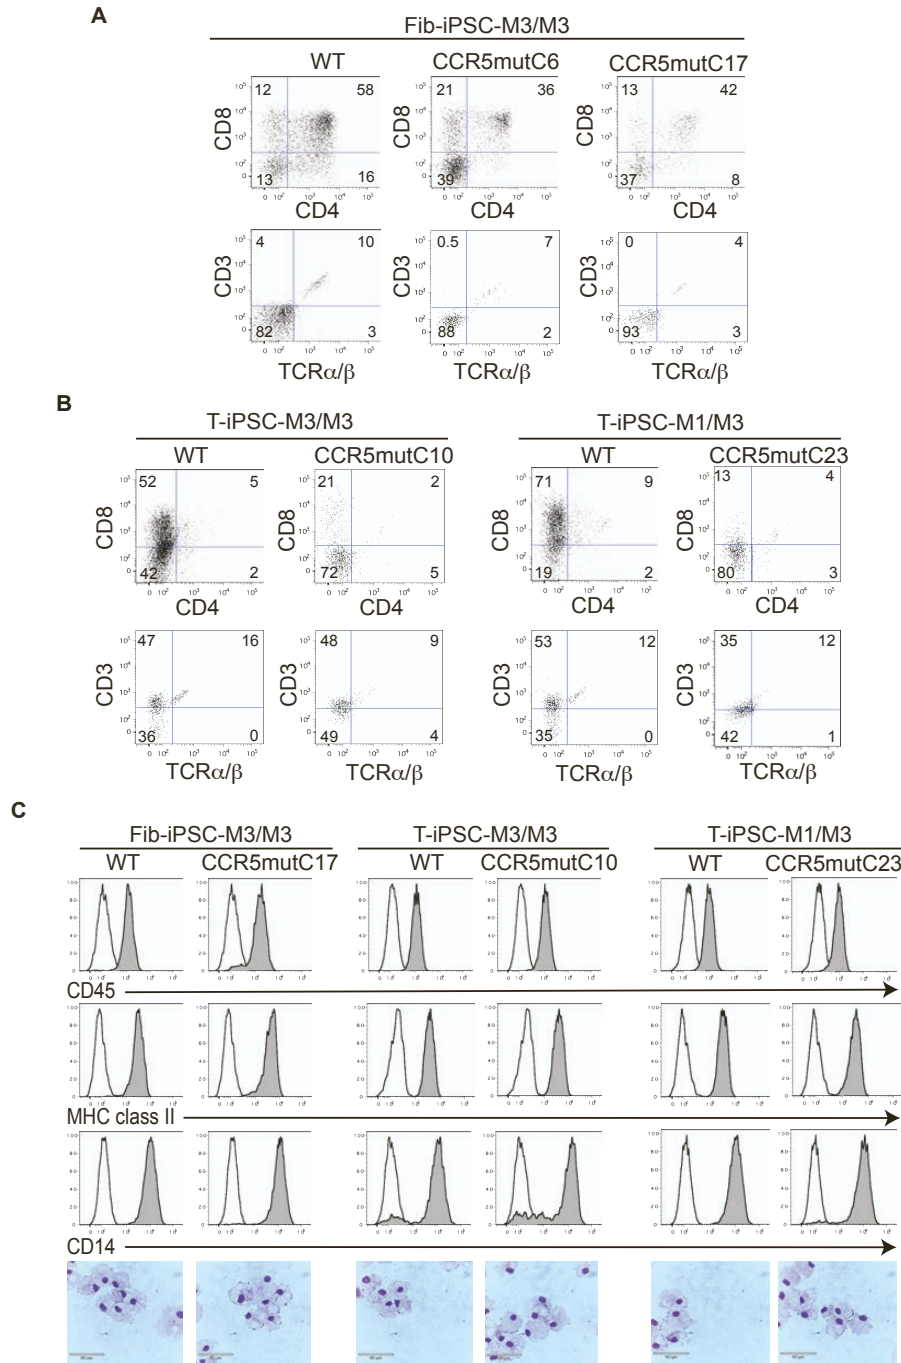 A
Fib-iPSC-M3/M3
WT CCR5mutC6 CCR5mutC17
12 58 21 36 13 42
CD8 CD8 CD8
13 16 39 37 8
CD4 CD4 CD4
4 10 0.5 7 0 4
CD3 CD3 CD3
82 3 88 2 93 3
TCRα/β TCRα/β TCRα/β
B
T-iPSC-M3/M3 T-iPSC-M1/M3
WT CCR5mutC10 WT CCR5mutC23
52 5 21 2 71 9 13 4
CD8 CD8 CD8 CD8
42 2 72 5 19 2 80 3
CD4 CD4 CD4 CD4
47 16 48 9 53 12 35 12
CD3 CD3 CD3 CD3
36 0 49 4 35 0 42 1
TCRα/β TCRα/β TCRα/β TCRα/β
C
Fib-iPSC-M3/M3 T-iPSC-M3/M3 T-iPSC-M1/M3
WT CCR5mutC17 WT CCR5mutC10 WT CCR5mutC23
CD45
MHC class II
CD14